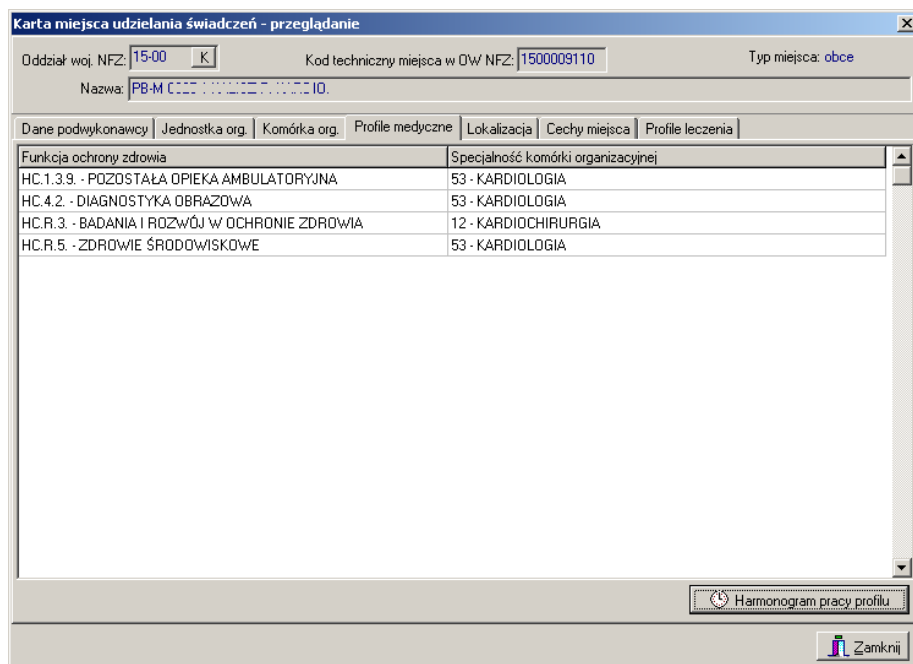 Karta miejsca udzielania świadczeń - przeglądanie
Oddział woj. NFZ: 15-00 K Kod techniczny miejsca w OW NFZ: 1500009110 Typ miejsca: obce
Nazwa: PB-M
Dane podwykonawcy Jednostka org. Komórka org. Profile medyczne Lokalizacja Cechy miejsca Profile leczenia
Funkcja ochrony zdrowia Specjalność komórki organizacyjnej
HC.1.3.9. - POZOSTAŁA OPIEKA AMBULATORYJNA 53 - KARDIOLOGIA
HC.4.2. - DIAGNOSTYKA OBRAZOWA 53 - KARDIOLOGIA
HC.R.3. - BADANIA I ROZWÓJ W OCHRONIE ZDROWIA 12 - KARDIOCHIRURGIA
HC.R.5. - ZDROWIE ŚRODOWISKOWE 53 - KARDIOLOGIA
Harmonogram pracy profilu
Zamknij